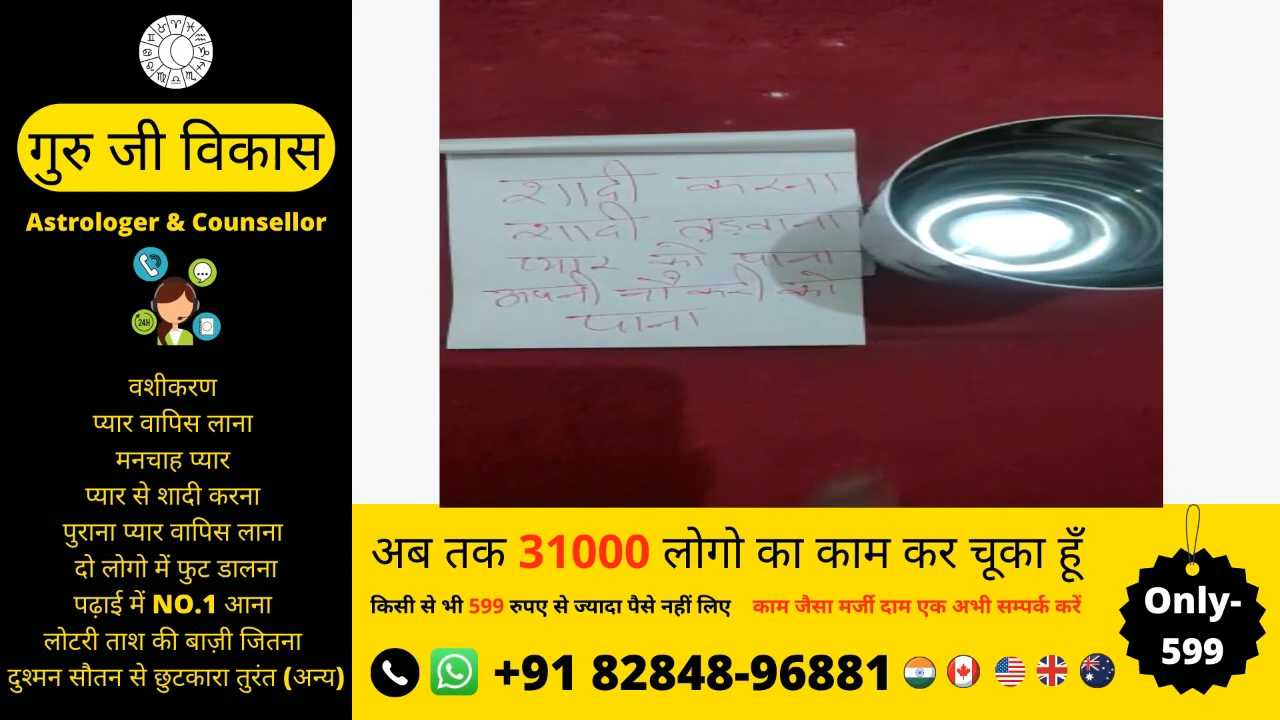 गुरु जी विकास
Astrologer & Counsellor
24H
वशीकरण
प्यार वापिस लाना
मनचाह प्यार
प्यार से शादी करना
पुराना प्यार वापिस लाना
दो लोगो में फुट डालना
पढ़ाई में NO.1 आना
लोटरी ताश की बाज़ी जितना
दुश्मन सौतन से छुटकारा तुरंत (अन्य)
शादी करना
शादी तुड़वाना
प्यार को पाना
अपनी नौकरी को
पाना
अब तक 31000 लोगो का काम कर चूका हूँ
किसी से भी 599 रुपए से ज्यादा पैसे नहीं लिए काम जैसा मर्जी दाम एक अभी सम्पर्क करें
+91 82848-96881
Only-
599